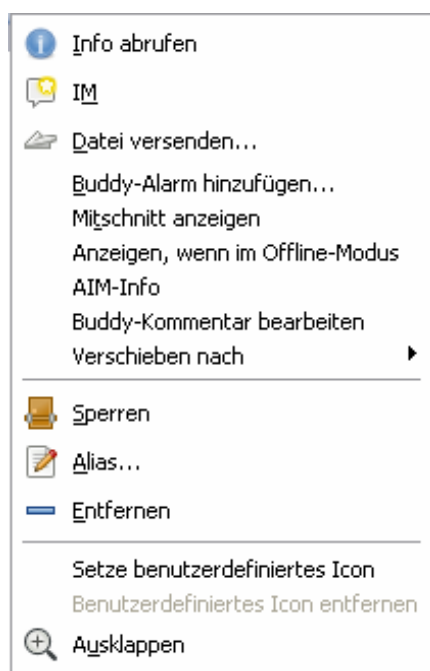 Info abrufen
IM
Datei versenden...
Buddy-Alarm hinzufügen...
Mitschnitt anzeigen
Anzeigen, wenn im Offline-Modus
AIM-Info
Buddy-Kommentar bearbeiten
Verschieben nach
Sperren
Alias...
Entfernen
Setze benutzerdefiniertes Icon
Benutzerdefiniertes Icon entfernen
Ausklappen